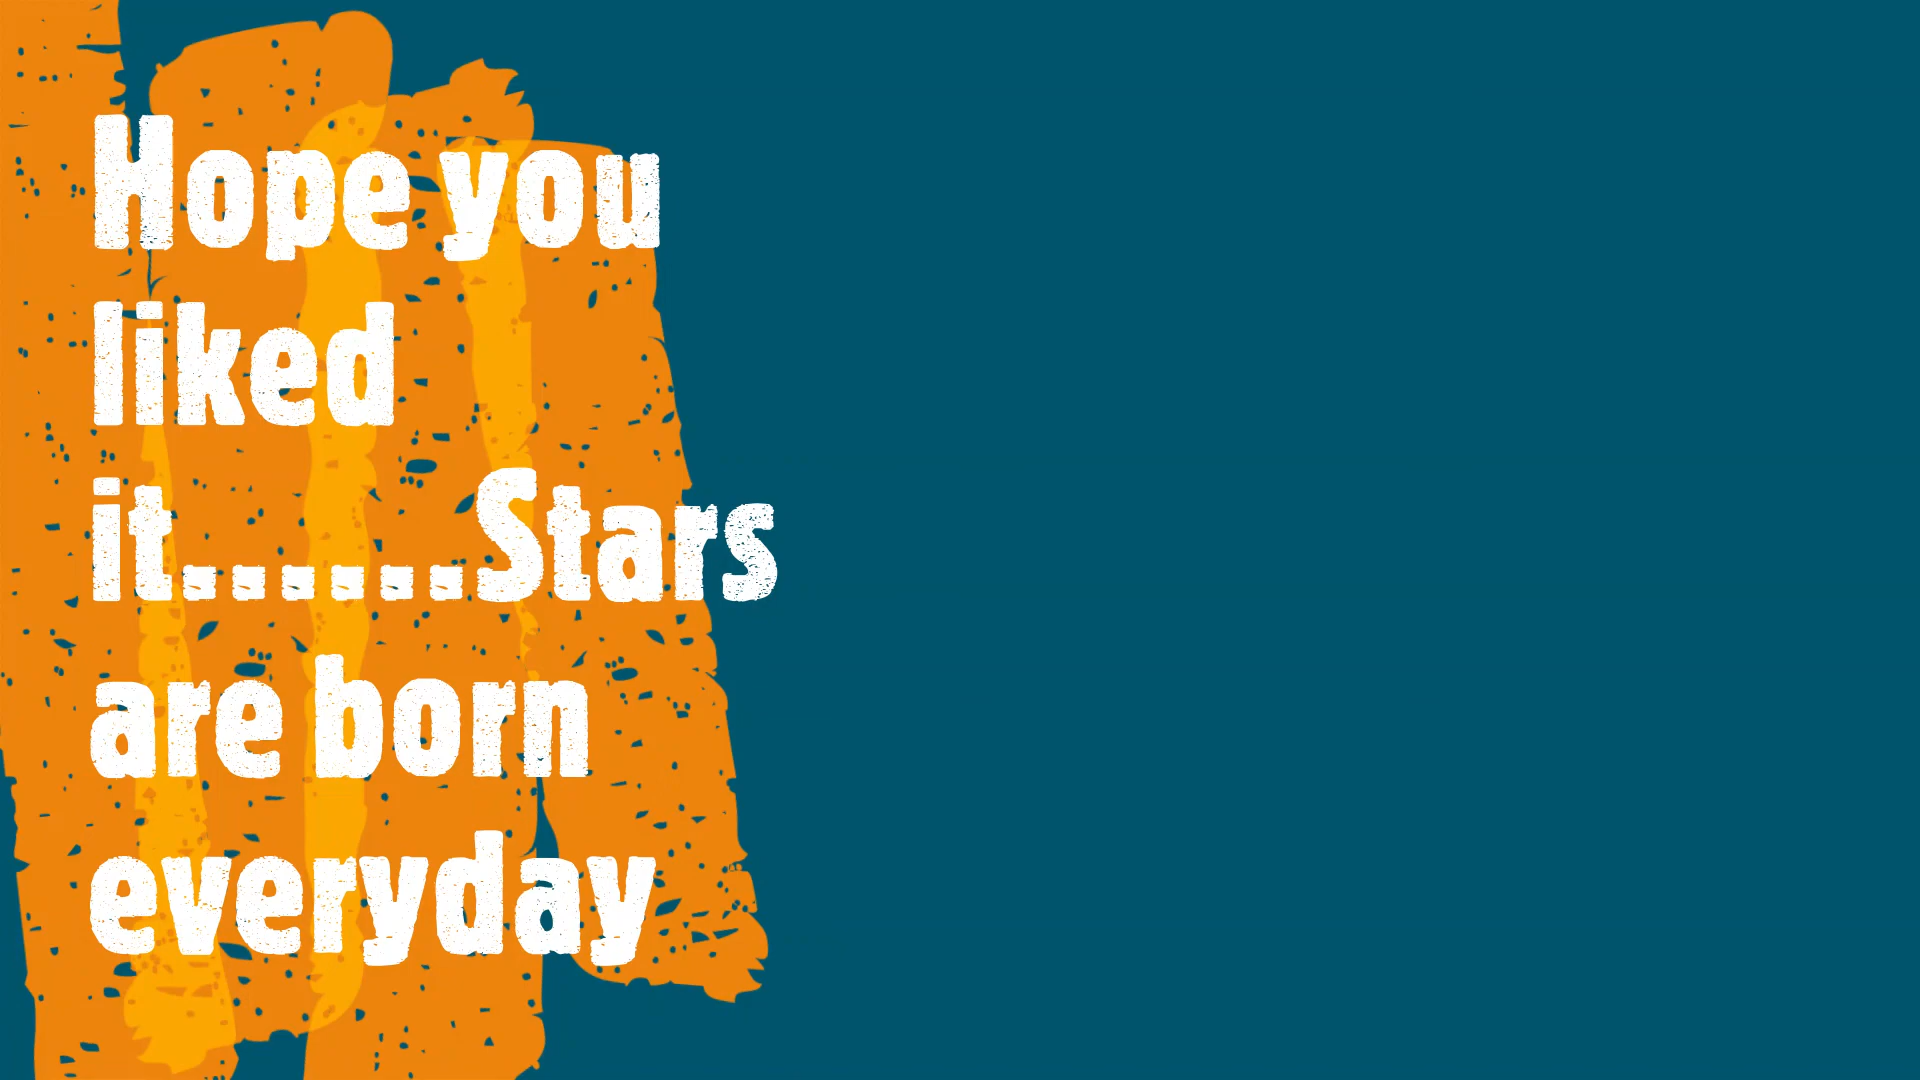 Hope you
liked
it......Stars
are born
everyday